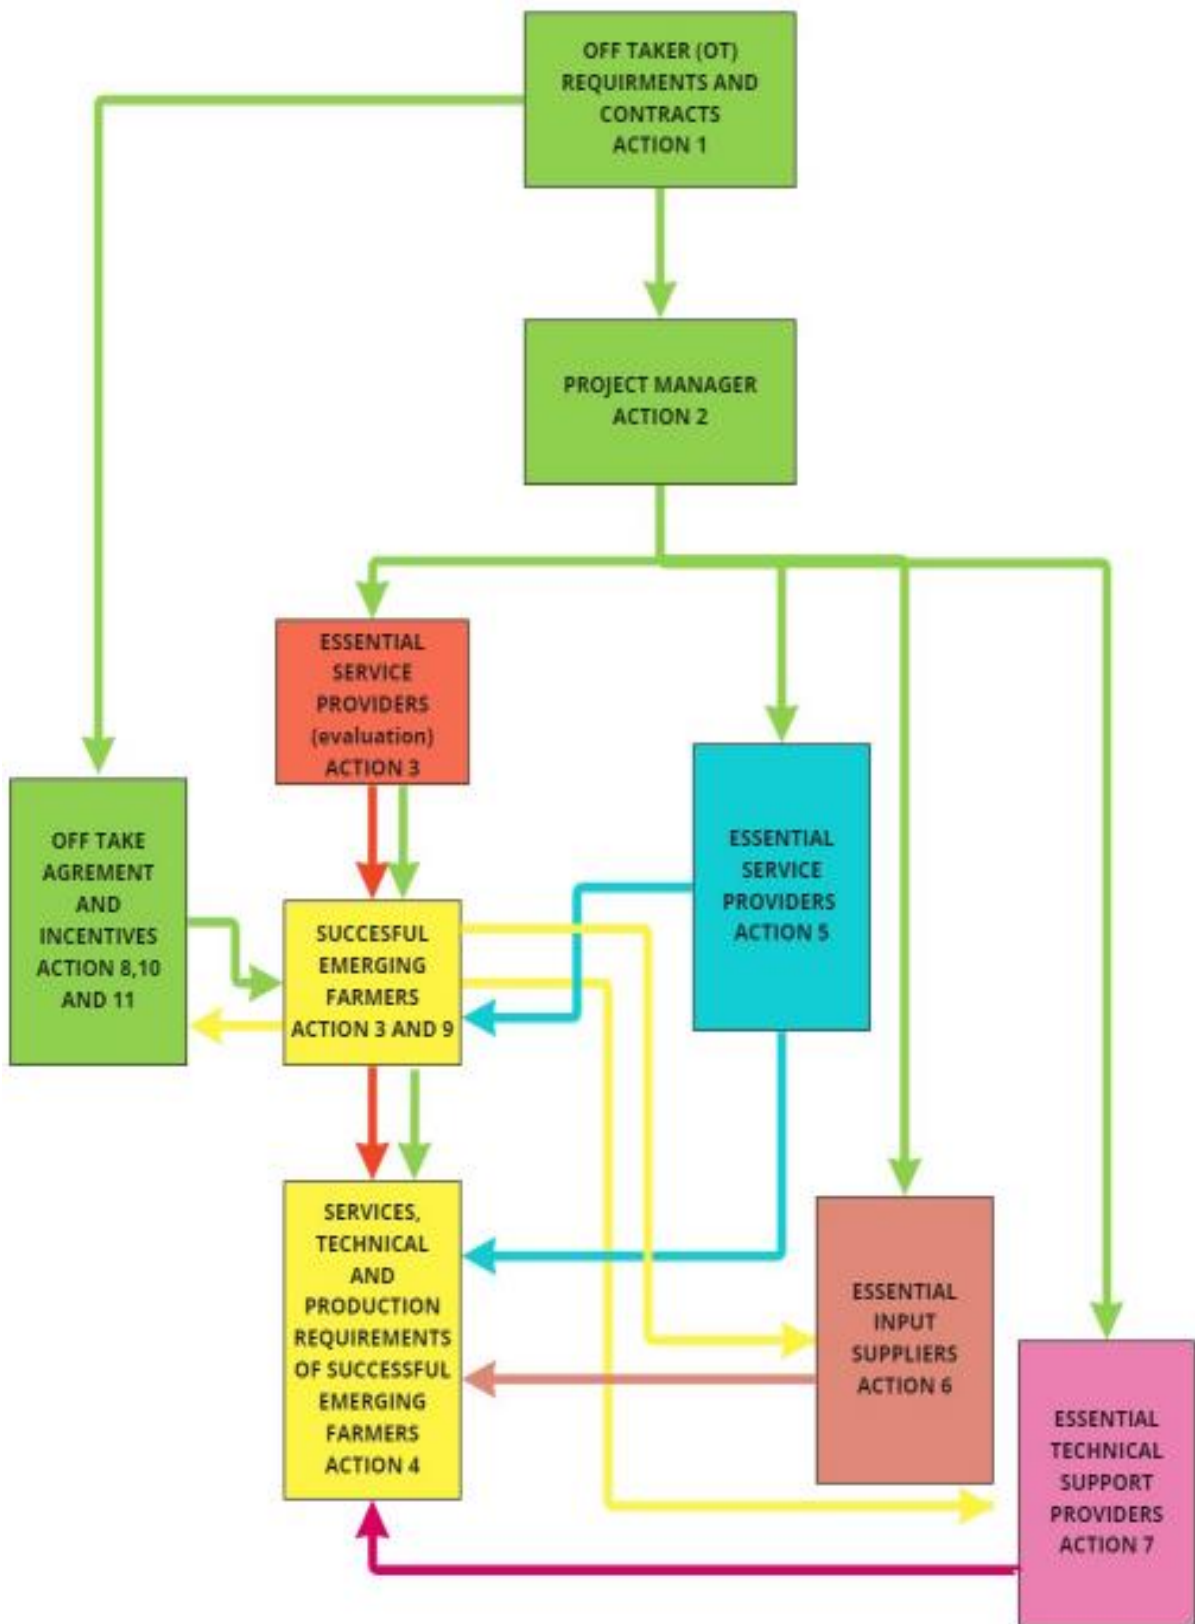 OFF TAKER (OT)
REQUIRMENTS AND
CONTRACTS
ACTION 1
PROJECT MANAGER
ACTION 2
ESSENTIAL
SERVICE
PROVIDERS
(evaluation)
ACTION 3
OFF TAKE
AGREMENT
AND
INCENTIVES
ACTION 8,10
AND 11
SUCCESFUL
EMERGING
FARMERS
ACTION 3 AND 9
ESSENTIAL
SERVICE
PROVIDERS
ACTION 5
SERVICES,
TECHNICAL
AND
PRODUCTION
REQUIREMENTS
OF SUCCESSFUL
EMERGING
FARMERS
ACTION 4
ESSENTIAL
INPUT
SUPPLIERS
ACTION 6
ESSENTIAL
TECHNICAL
SUPPORT
PROVIDERS
ACTION 7